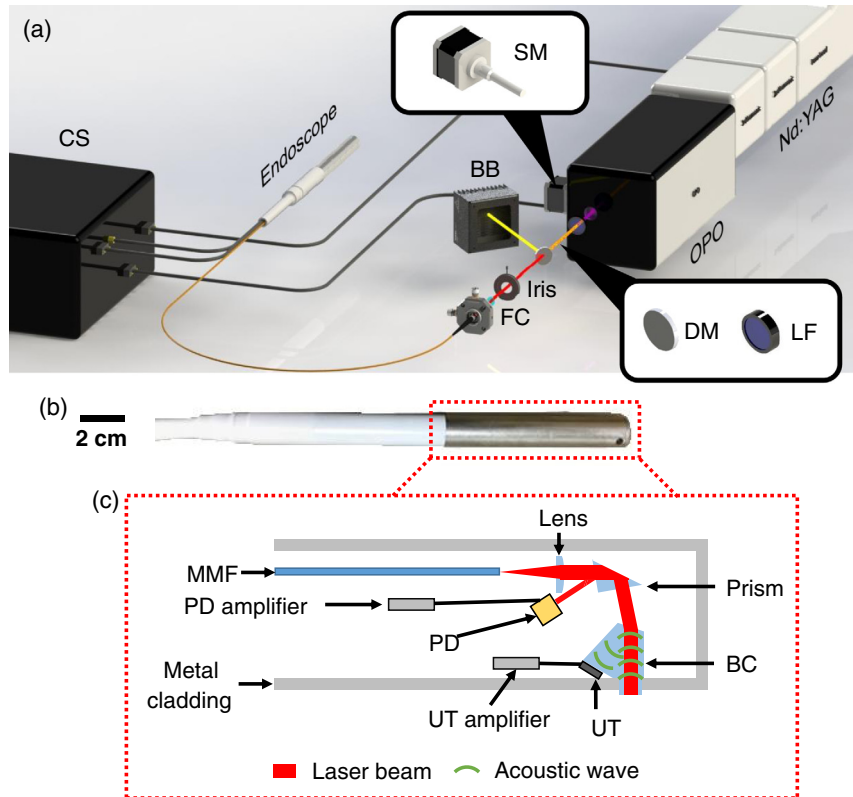 (a)
SM
CS
Endoscope
BB
Nd:YAG
OPO
Iris
FC
DM
LF
(b)
2 cm
(c)
Lens
MMF
PD amplifier
Prism
PD
Metal
cladding
BC
UT amplifier
UT
Laser beam
Acoustic wave